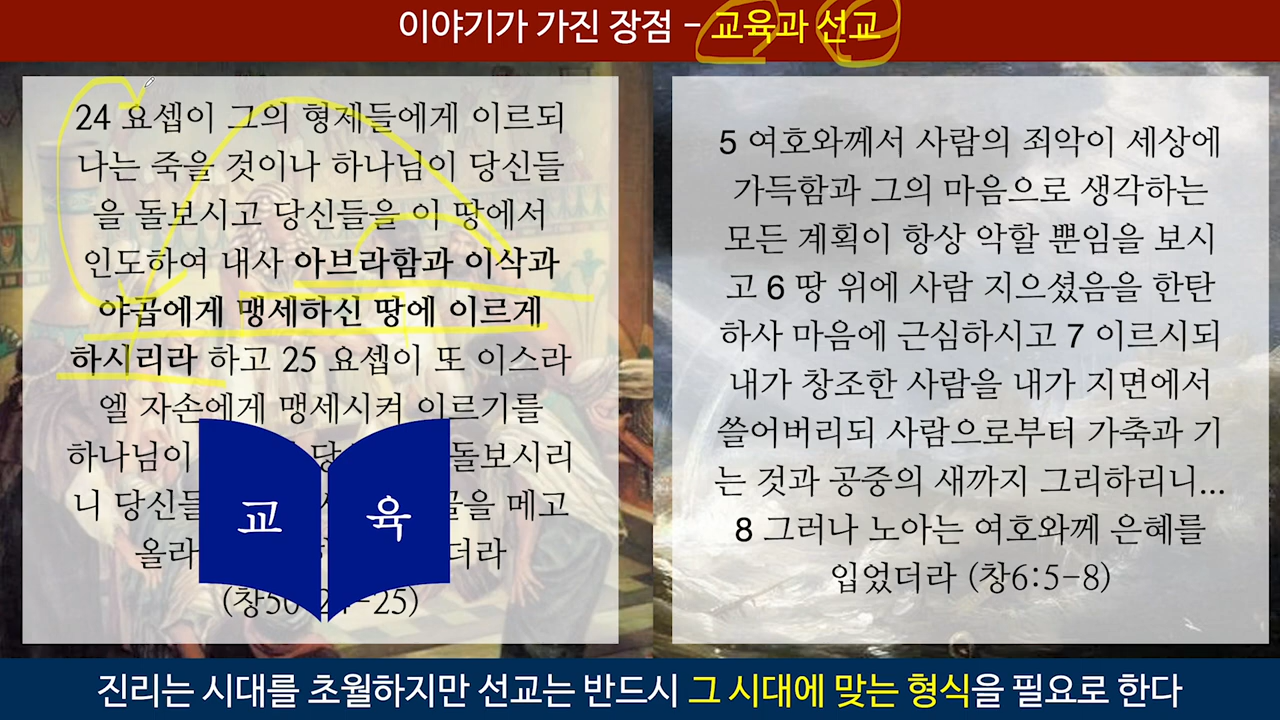 이야기가 가진 장점 - 교육과 선교
24 요셉이 그의 형제들에게 이르되
나는 죽을 것이나 하나님이 당신들
을 돌보시고 당신들을 이 땅에서
인도하여 내사 아브라함과 이삭과
야곱에게 맹세하신 땅에 이르게
하시리라 하고 25 요셉이 또 이스라
엘 자손에게 맹세시켜 이르기를
하나님이 돌보시리
니 메고
교 육
5 여호와께서 사람의 죄악이 세상에
가득함과 그의 마음으로 생각하는
모든 계획이 항상 악할 뿐임을 보시
고 6 땅 위에 사람 지으셨음을 한탄
하사 마음에 근심하시고 7 이르시되
내가 창조한 사람을 내가 지면에서
쓸어버리되 사람으로부터 가축과 기
는 것과 공중의 새까지 그리하리니...
8 그러나 노아는 여호와께 은혜를
입었더라 (창6:5-8)
진리는 시대를 초월하지만 선교는 반드시 그 시대에 맞는 형식을 필요로 한다